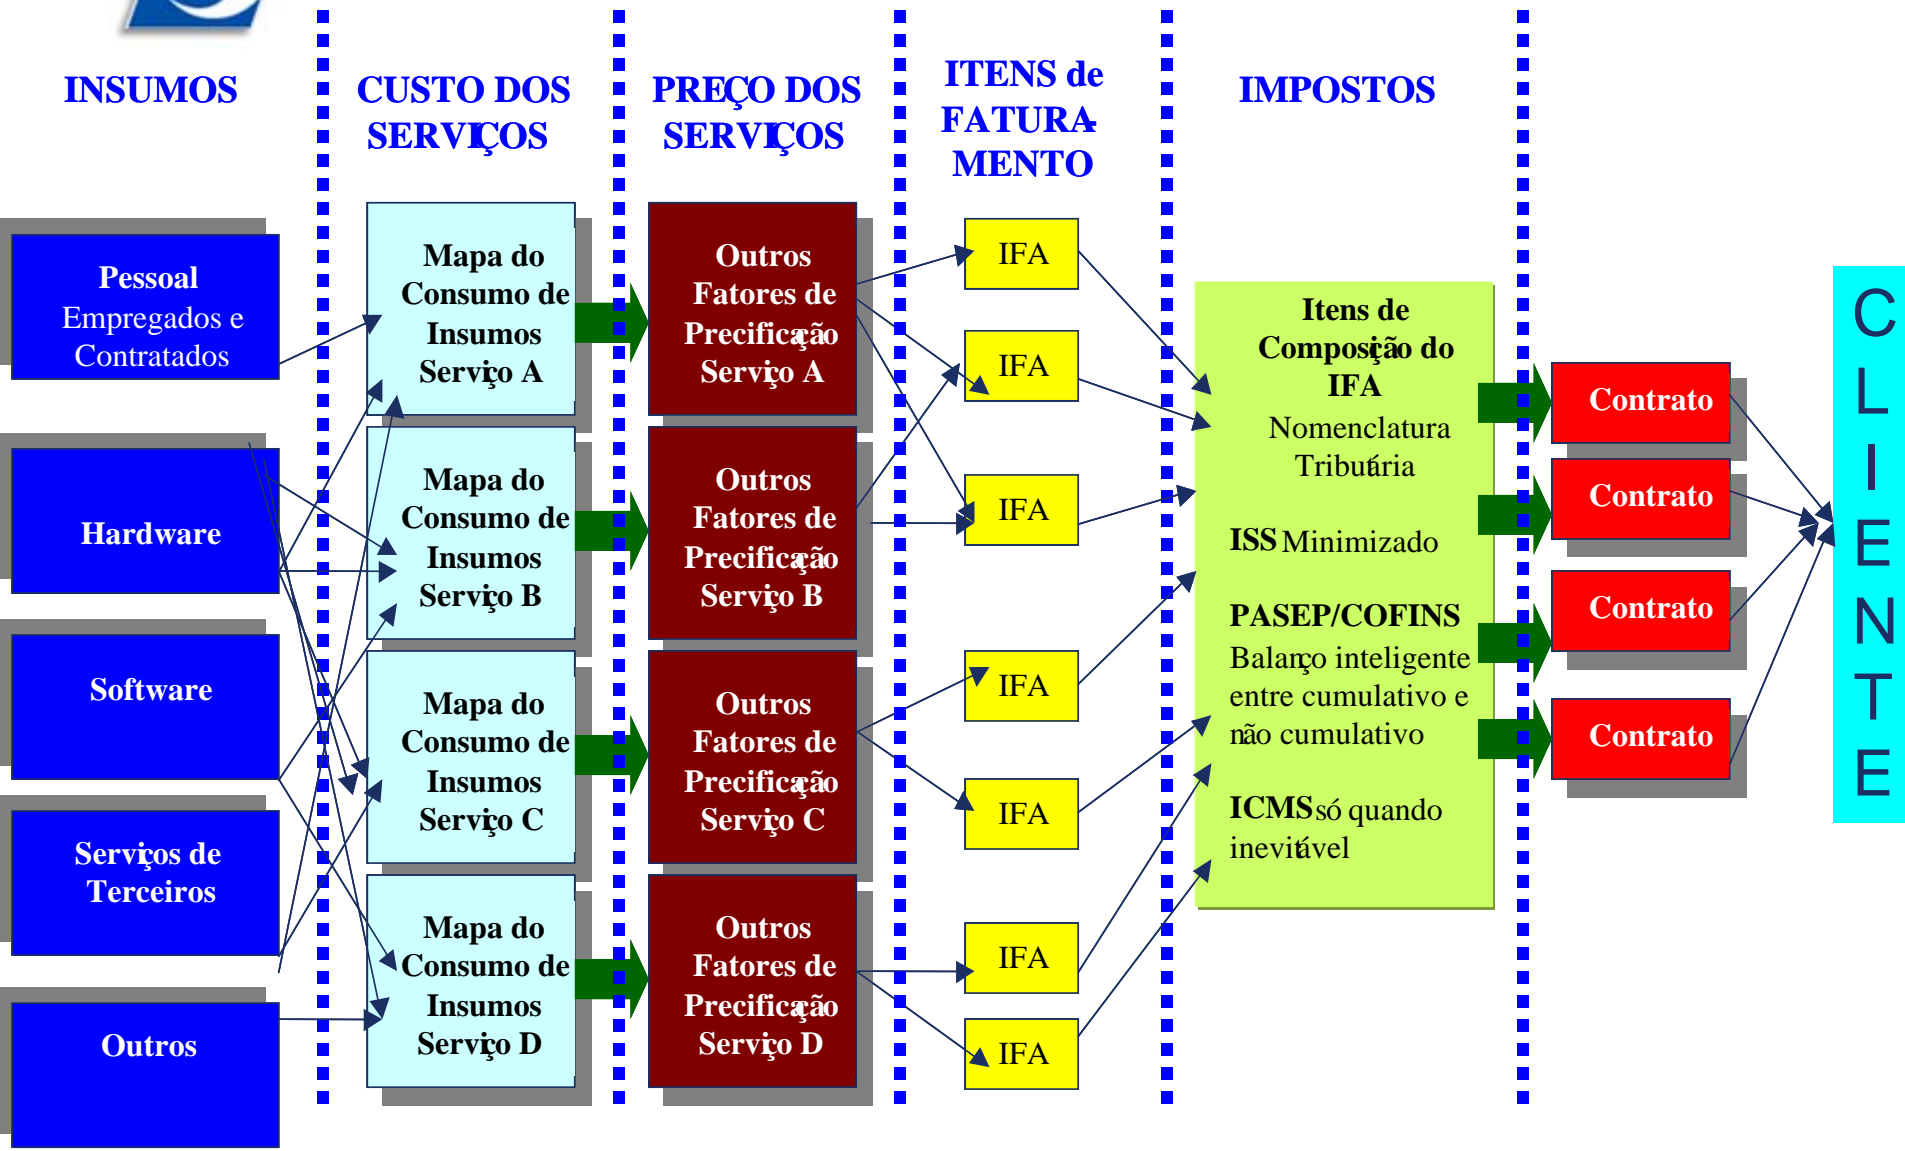 INSUMOS
CUSTO DOS
SERVIÇOS
PREÇO DOS
SERVIÇOS
ITENS de
FATURA-
MENTO
IMPOSTOS
Pessoal
Empregados e
Contratados
Hardware
Software
Serviços de
Terceiros
Outros
Mapa do
Consumo de
Insumos
Serviço A
Mapa do
Consumo de
Insumos
Serviço B
Mapa do
Consumo de
Insumos
Serviço C
Mapa do
Consumo de
Insumos
Serviço D
Outros
Fatores de
Precificação
Serviço A
Outros
Fatores de
Precificação
Serviço B
Outros
Fatores de
Precificação
Serviço C
Outros
Fatores de
Precificação
Serviço D
IFA
IFA
IFA
IFA
IFA
IFA
IFA
Itens de
Composição do
IFA
Nomenclatura
Tributária
ISS Minimizado
PASEP/COFINS
Balanço inteligente
entre cumulativo e
não cumulativo
ICMS só quando
inevitável
Contrato
Contrato
Contrato
Contrato
CLIENTE